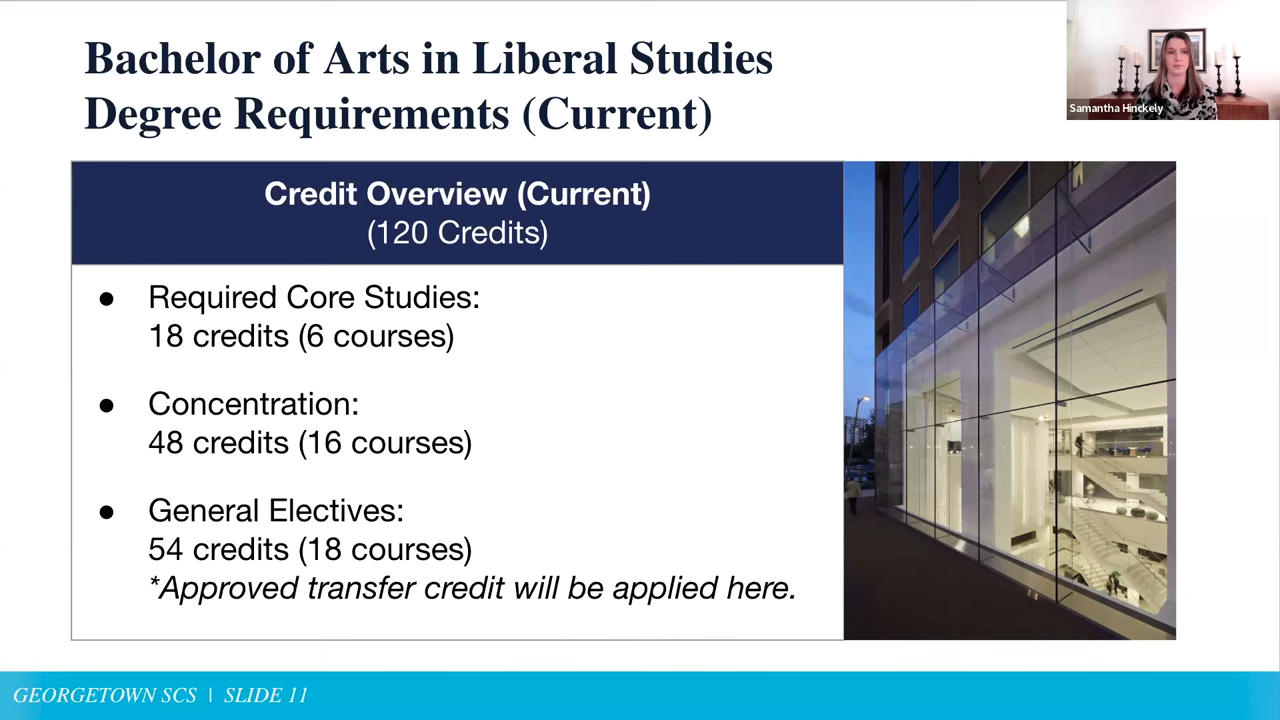 Bachelor of Arts in Liberal Studies
Degree Requirements (Current)
Samantha Hinckely
Credit Overview (Current)
(120 Credits)
● Required Core Studies:
18 credits (6 courses)
● Concentration:
48 credits (16 courses)
● General Electives:
54 credits (18 courses)
*Approved transfer credit will be applied here.
GEORGETOWN SCS | SLIDE 11